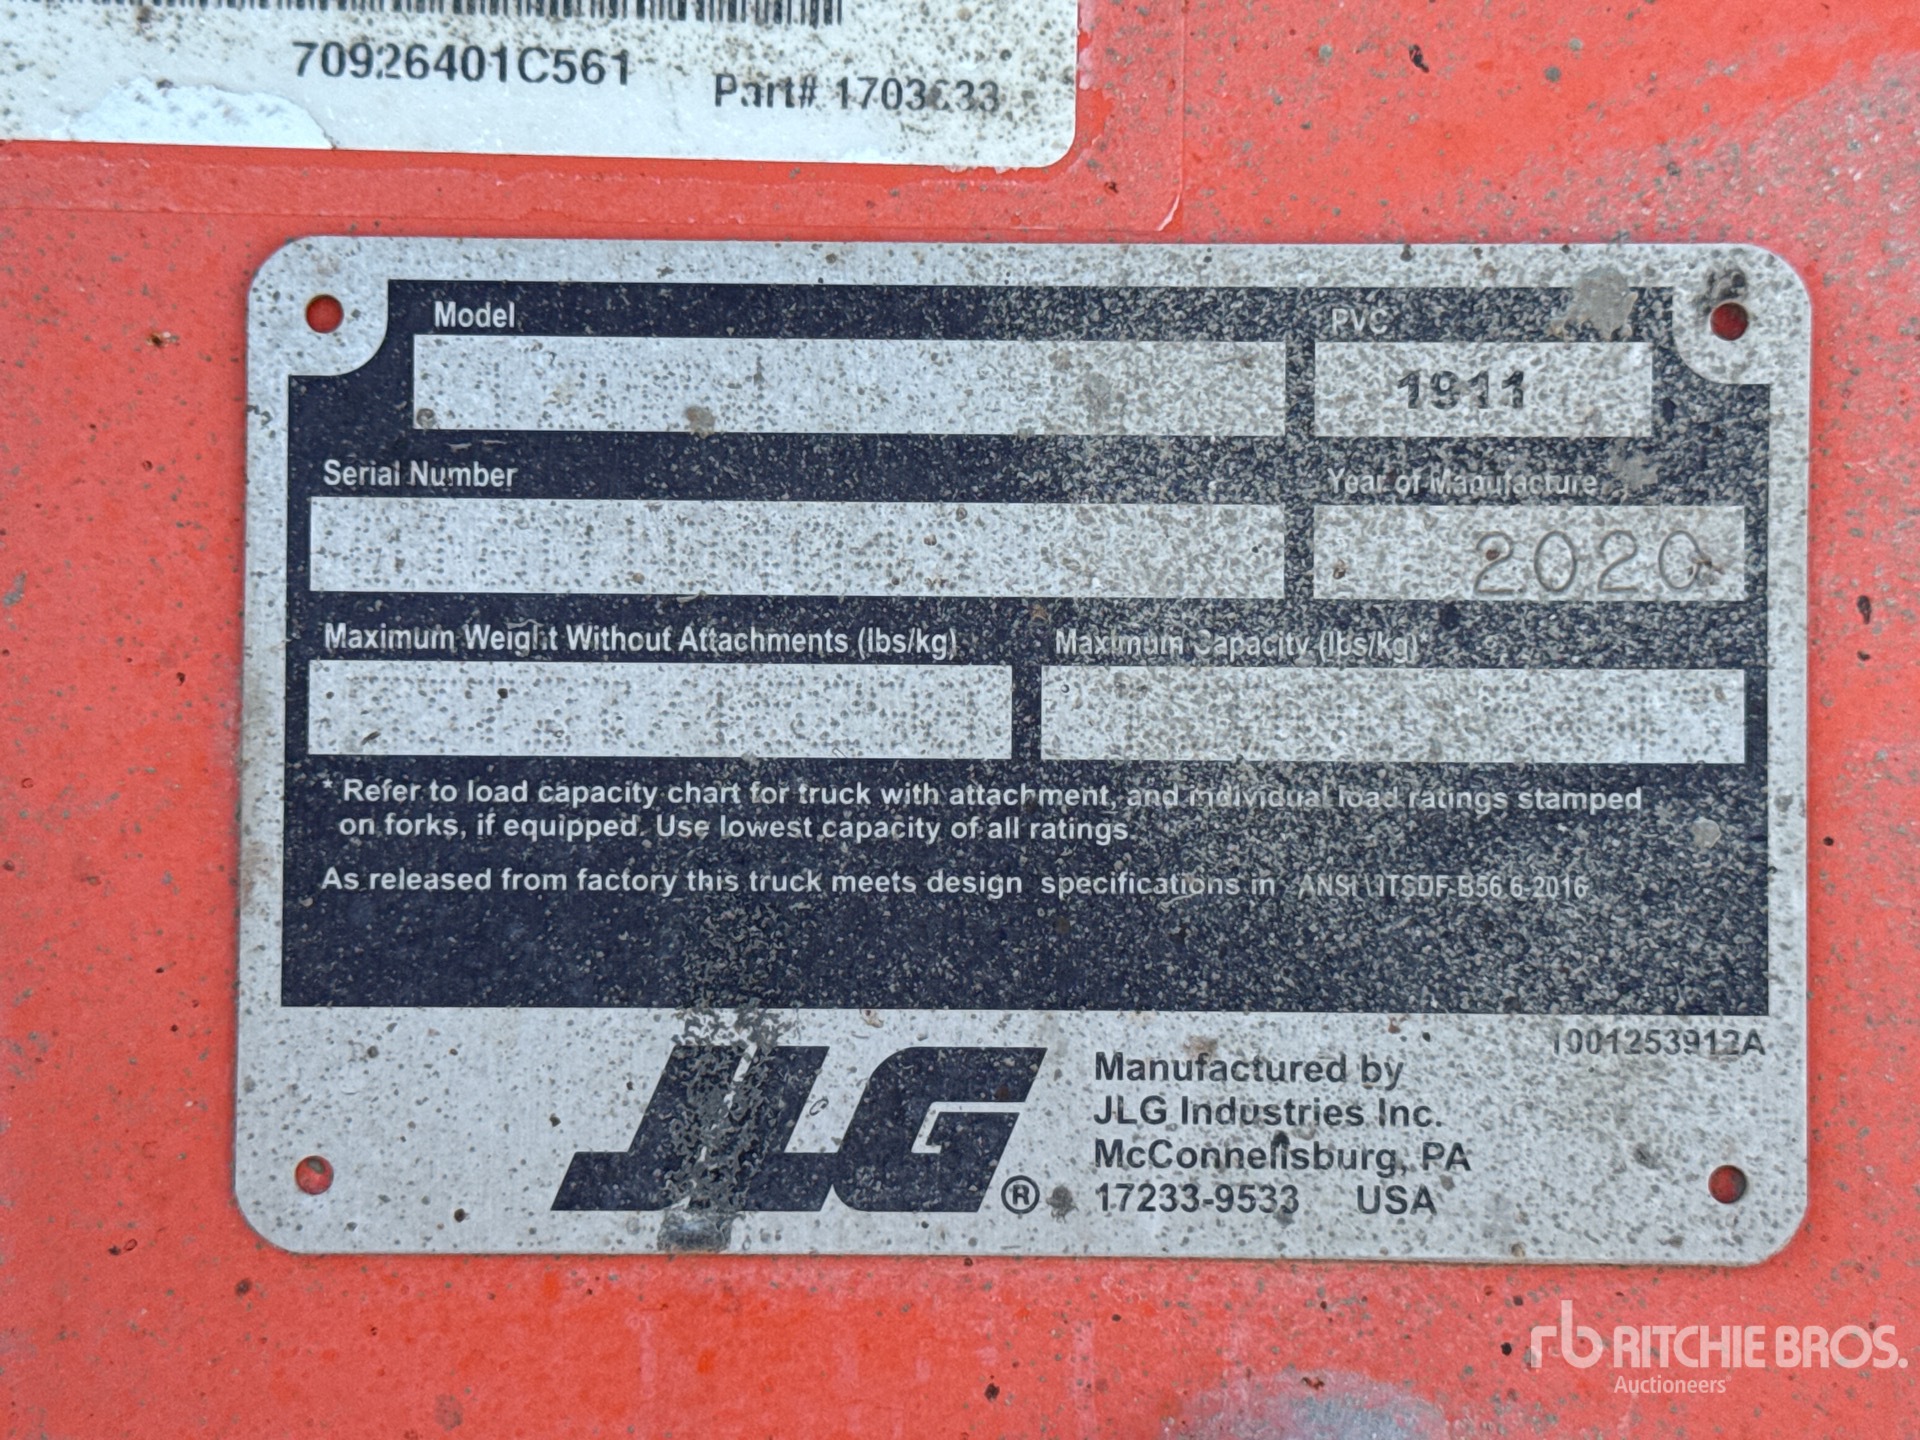 70926401C561
Part#
Model
PVC
1911
Serial Number
Year of Manufacture
2020
Maximum Weight Without Attachments (lbs/kg)
Maximum Capacity (lbs/kg)*
* Refer to load capacity chart for truck with attachment, and individual load ratings stamped
on forks, if equipped. Use lowest capacity of all ratings.
As released from factory this truck meets design specifications in ANSI \ ITSDF-B56.6-2016
1001253912A
JLG®
Manufactured by
JLG Industries Inc.
McConnellsburg, PA
17233-9533 USA
rb RITCHIE BROS.
Auctioneers